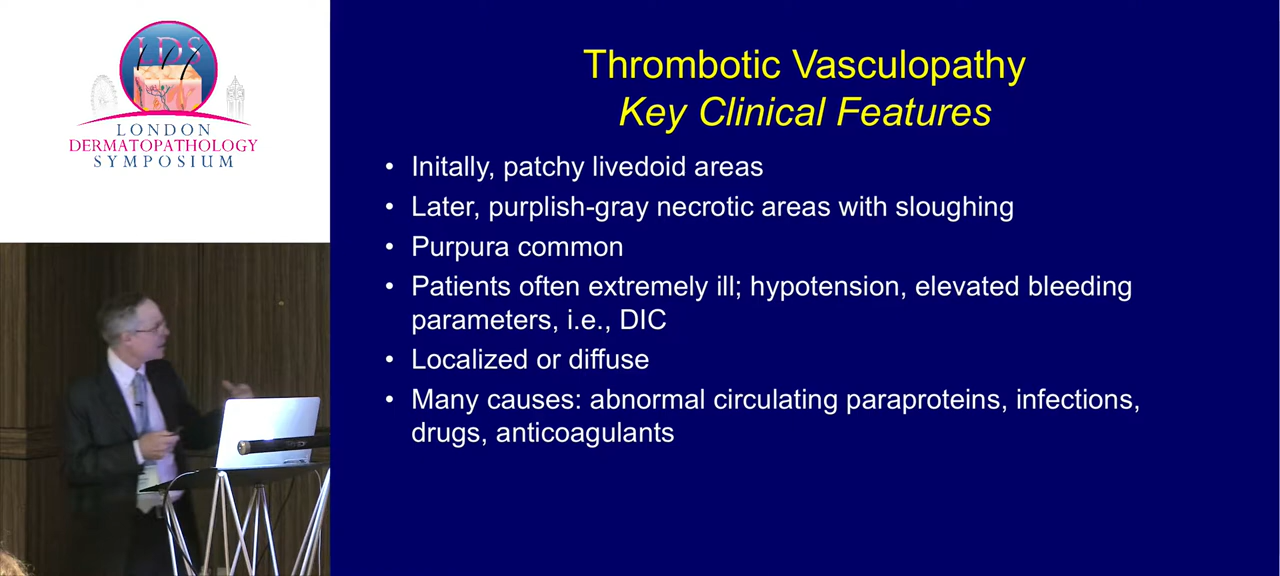 LDS
LONDON
DERMATOPATHOLOGY
SYMPOSIUM
Thrombotic Vasculopathy
Key Clinical Features
• Initally, patchy livedoid areas
• Later, purplish-gray necrotic areas with sloughing
• Purpura common
• Patients often extremely ill; hypotension, elevated bleeding
parameters, i.e., DIC
• Localized or diffuse
• Many causes: abnormal circulating paraproteins, infections,
drugs, anticoagulants